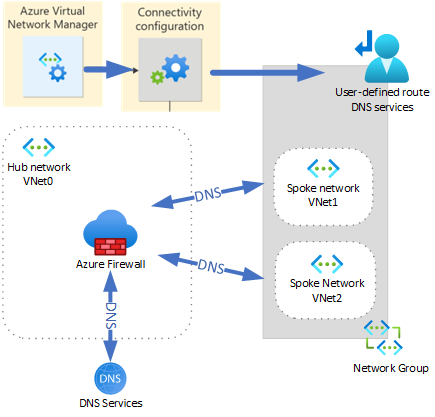 Azure Virtual
Network Manager
Connectivity
configuration
User-defined route
DNS services
Hub network
VNet0
Spoke network
VNet1
DNS
Azure Firewall
DNS
Spoke Network
VNet2
DNS
Network Group
DNS
DNS Services